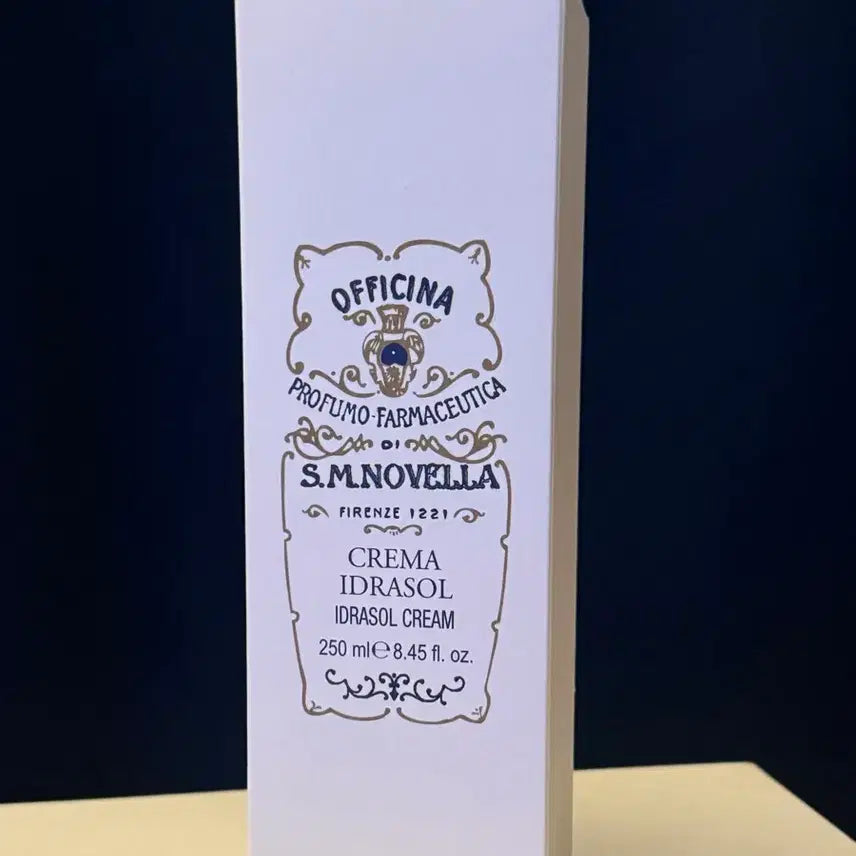 OFFICINA
PROFUMO-FARMACEUTICA
DI
S.M.NOVELLA
FIRENZE 1221
CREMA
IDRASOL
IDRASOL CREAM
250 ml ℮ 8.45 fl. oz.